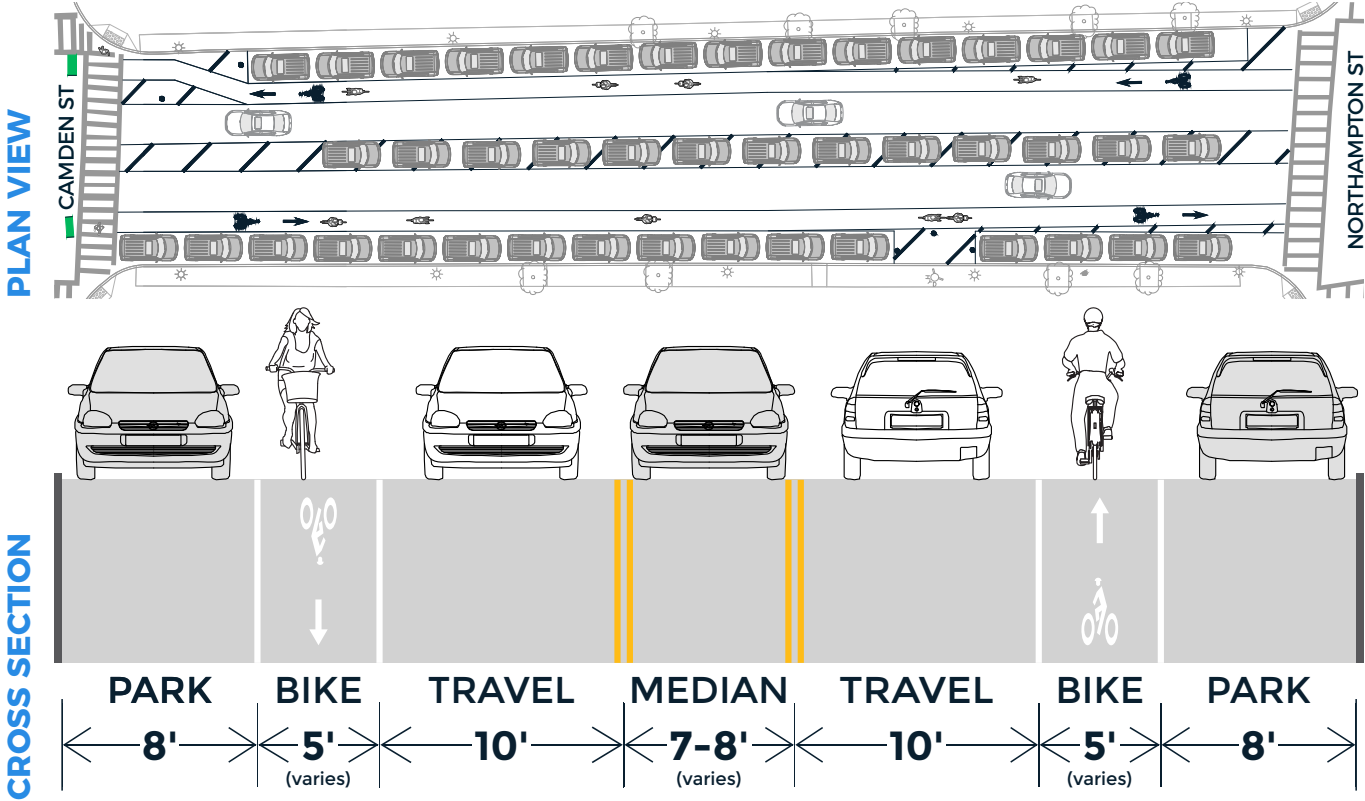 PLAN VIEW
CAMDEN ST
NORTHAMPTON ST
CROSS SECTION
PARK BIKE TRAVEL MEDIAN TRAVEL BIKE PARK
8' 5' 10' 7-8' 10' 5' 8'
(varies) (varies) (varies)